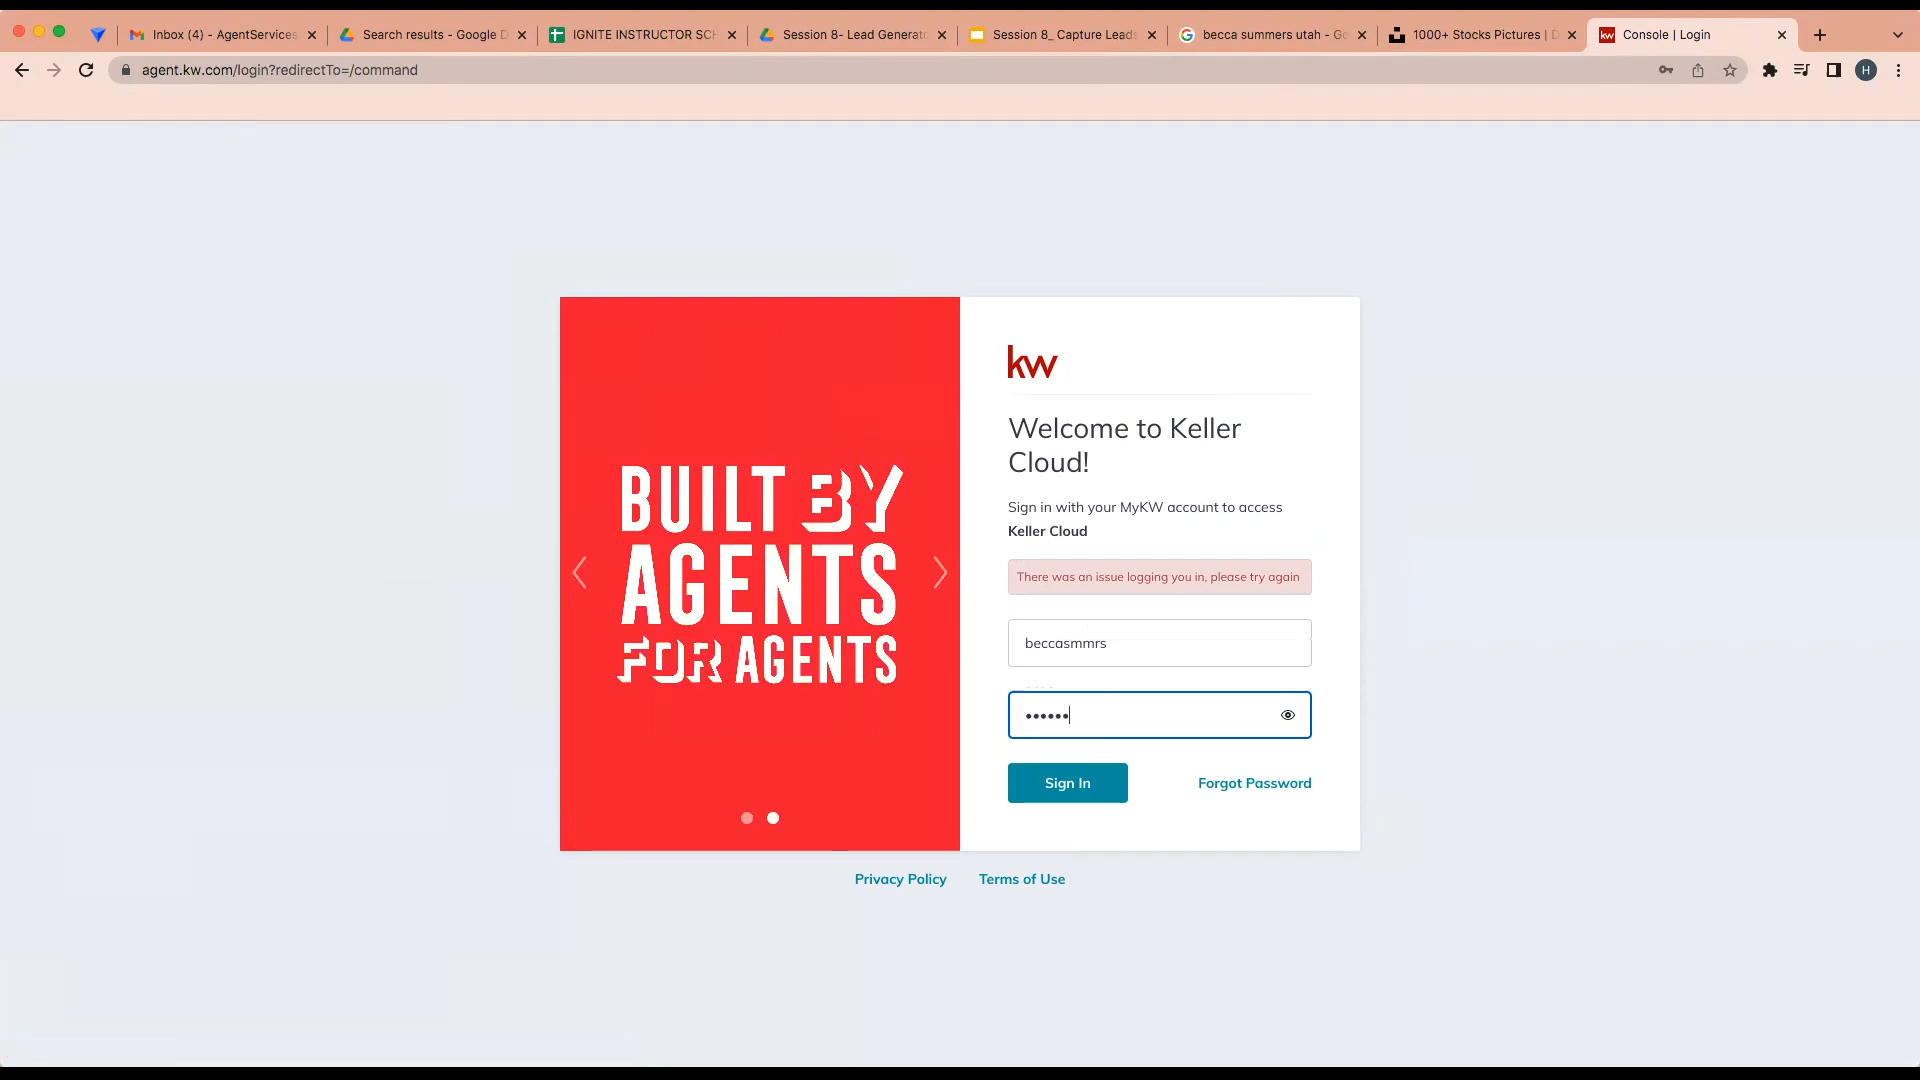 Inbox (4) - AgentServices
Search results - Google D
IGNITE INSTRUCTOR SCH
Session 8- Lead Generato
Session 8_ Capture Leads
becca summers utah - Go
1000+ Stocks Pictures | D
Console | Login
agent.kw.com/login?redirectTo=/command
H
BUILT BY
AGENTS
FOR AGENTS
kw
Welcome to Keller
Cloud!
Sign in with your MyKW account to access
Keller Cloud
There was an issue logging you in, please try again
beccasmmrs
••••••
Sign In
Forgot Password
Privacy Policy
Terms of Use